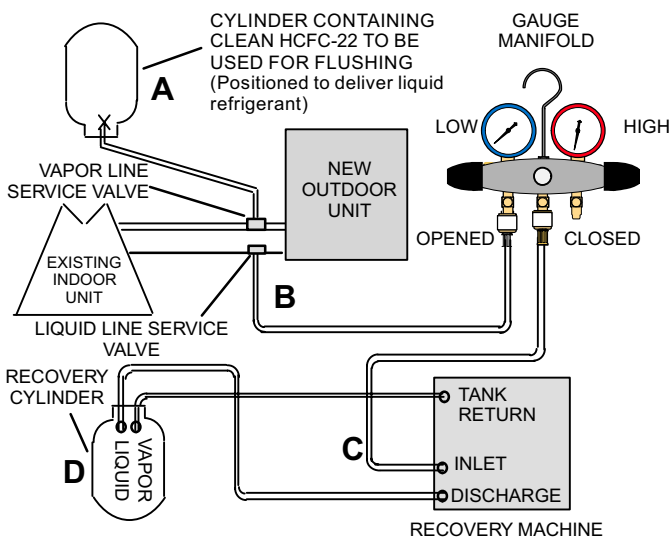 CYLINDER CONTAINING
CLEAN HCFC-22 TO BE
USED FOR FLUSHING
(Positioned to deliver liquid
refrigerant)
A
GAUGE
MANIFOLD
LOW
HIGH
VAPOR LINE
SERVICE VALVE
NEW
OUTDOOR
UNIT
EXISTING
INDOOR
UNIT
OPENED
CLOSED
B
LIQUID LINE SERVICE
VALVE
RECOVERY
CYLINDER
TANK
RETURN
C
D
LIQUID
VAPOR
INLET
DISCHARGE
RECOVERY MACHINE